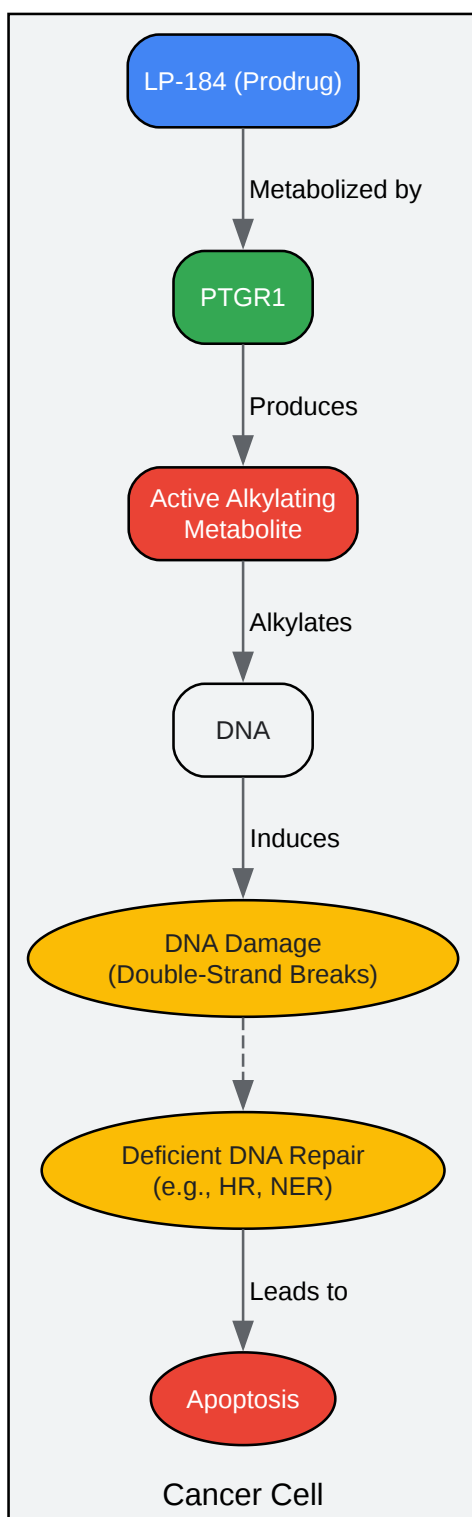 LP-184 (Prodrug)
Metabolized by
PTGR1
Produces
Active Alkylating
Metabolite
Alkylates
DNA
Induces
DNA Damage
(Double-Strand Breaks)
Deficient DNA Repair
(e.g., HR, NER)
Leads to
Apoptosis
Cancer Cell